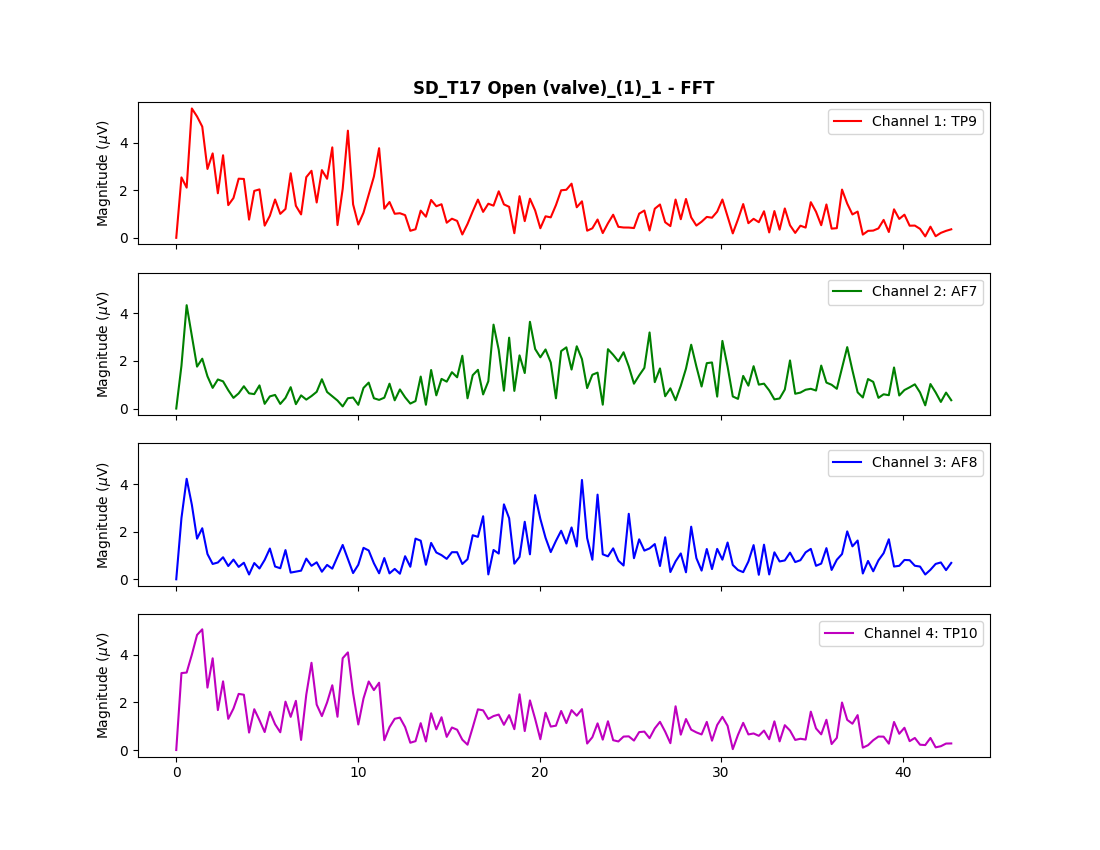 SD_T17 Open (valve)_(1)_1 - FFT
Magnitude (μV)
4
2
0
Channel 1: TP9
Magnitude (μV)
4
2
0
Channel 2: AF7
Magnitude (μV)
4
2
0
Channel 3: AF8
Magnitude (μV)
4
2
0
Channel 4: TP10
0 10 20 30 40